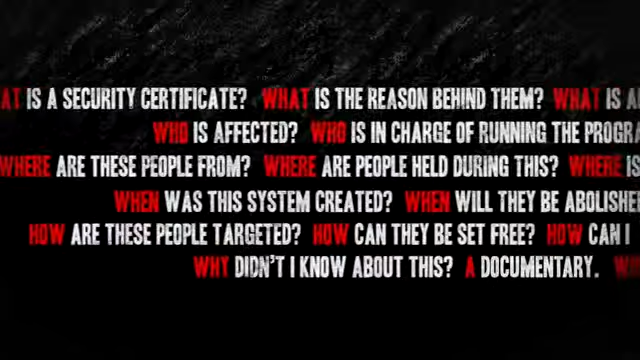 AT IS A SECURITY CERTIFICATE? WHAT IS THE REASON BEHIND THEM? WHAT IS
WHO IS AFFECTED? WHO IS IN CHARGE OF RUNNING THE PROGRA
WHERE ARE THESE PEOPLE FROM? WHERE ARE PEOPLE HELD DURING THIS? WHERE IS
WHEN WAS THIS SYSTEM CREATED? WHEN WILL THEY BE ABOLISHE
HOW ARE THESE PEOPLE TARGETED? HOW CAN THEY BE SET FREE? HOW CAN I
WHY DIDN'T I KNOW ABOUT THIS? A DOCUMENTARY.